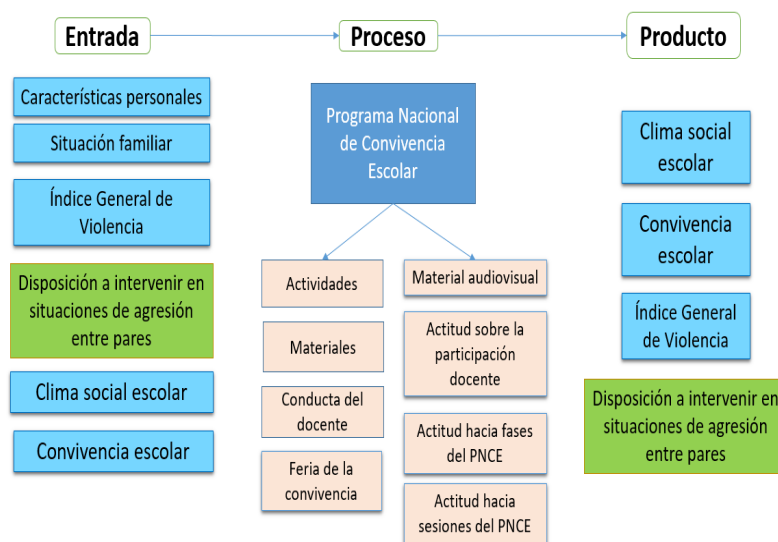 Entrada
Proceso
Producto
Características personales
Situación familiar
Índice General de
Violencia
Disposición a intervenir en
situaciones de agresión
entre pares
Clima social escolar
Convivencia escolar
Programa Nacional
de Convivencia
Escolar
Actividades
Materiales
Conducta del
docente
Feria de la
convivencia
Material audiovisual
Actitud sobre la
participación
docente
Actitud hacia fases
del PNCE
Actitud hacia
sesiones del PNCE
Clima social
escolar
Convivencia
escolar
Índice General
de Violencia
Disposición a intervenir en
situaciones de agresión
entre pares